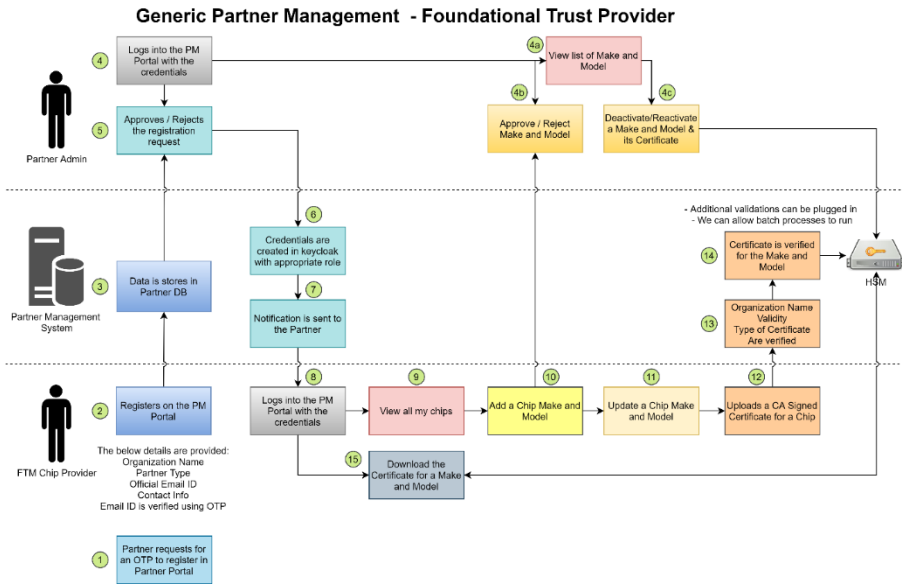 Generic Partner Management - Foundational Trust Provider
4
Logs into the PM
Portal with the
credentials
4a
View list of Make and
Model
4b
4c
5
Approves / Rejects
the registration
request
Approve / Reject
Make and Model
Deactivate/Reactivate
a Make and Model &
its Certificate
Partner Admin
6
Credentials are
created in keycloak
with appropriate role
- Additional validations can be plugged in
- We can allow batch processes to run
14
Certificate is verified
for the Make and
Model
HSM
3
Data is stores in
Partner DB
7
Notification is sent to
the Partner
13
Organization Name
Validity
Type of Certificate
Are verified
Partner Management
System
8
9
10
11
12
2
Registers on the PM
Portal
Logs into the PM
Portal with the
credentials
View all my chips
Add a Chip Make and
Model
Update a Chip Make
and Model
Uploads a CA Signed
Certificate for a Chip
FTM Chip Provider
The below details are provided:
Organization Name
Partner Type
Official Email ID
Contact Info
Email ID is verified using OTP
15
Download the
Certificate for a Make
and Model
1
Partner requests for
an OTP to register in
Partner Portal